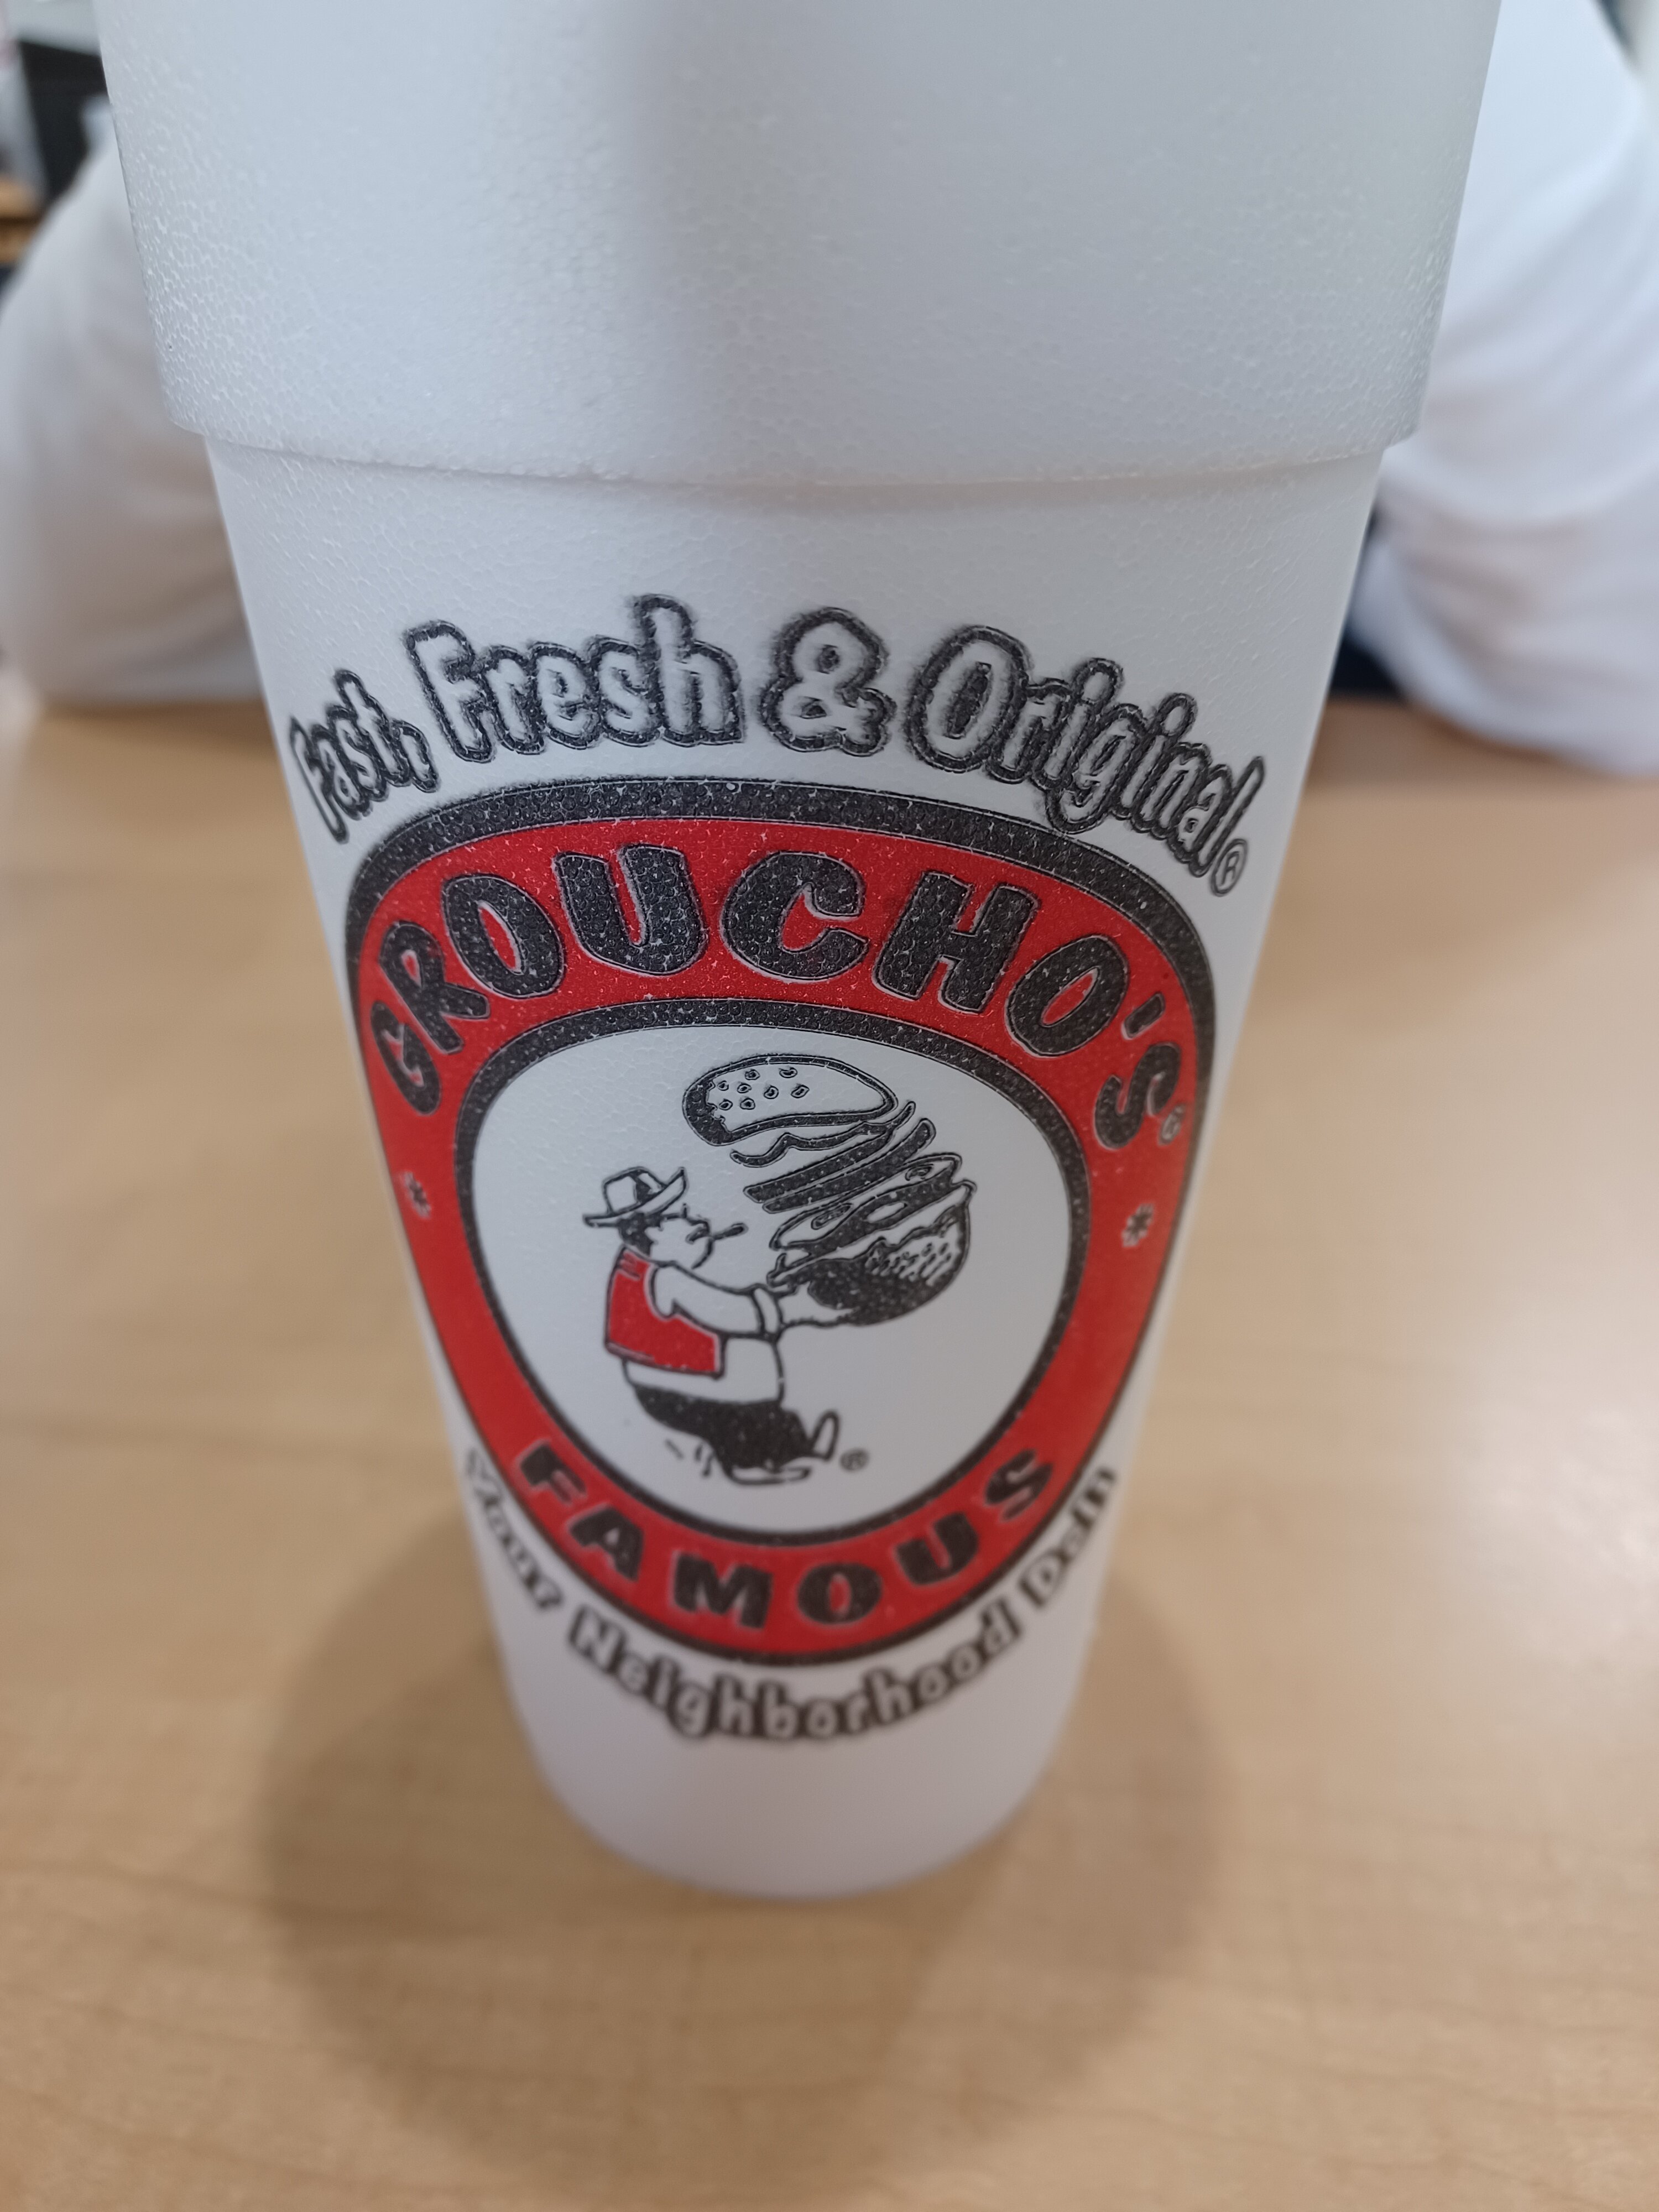 Fast, Fresh & Original®
GROUCHO'S®
®
FAMOUS
Your Neighborhood Deli!